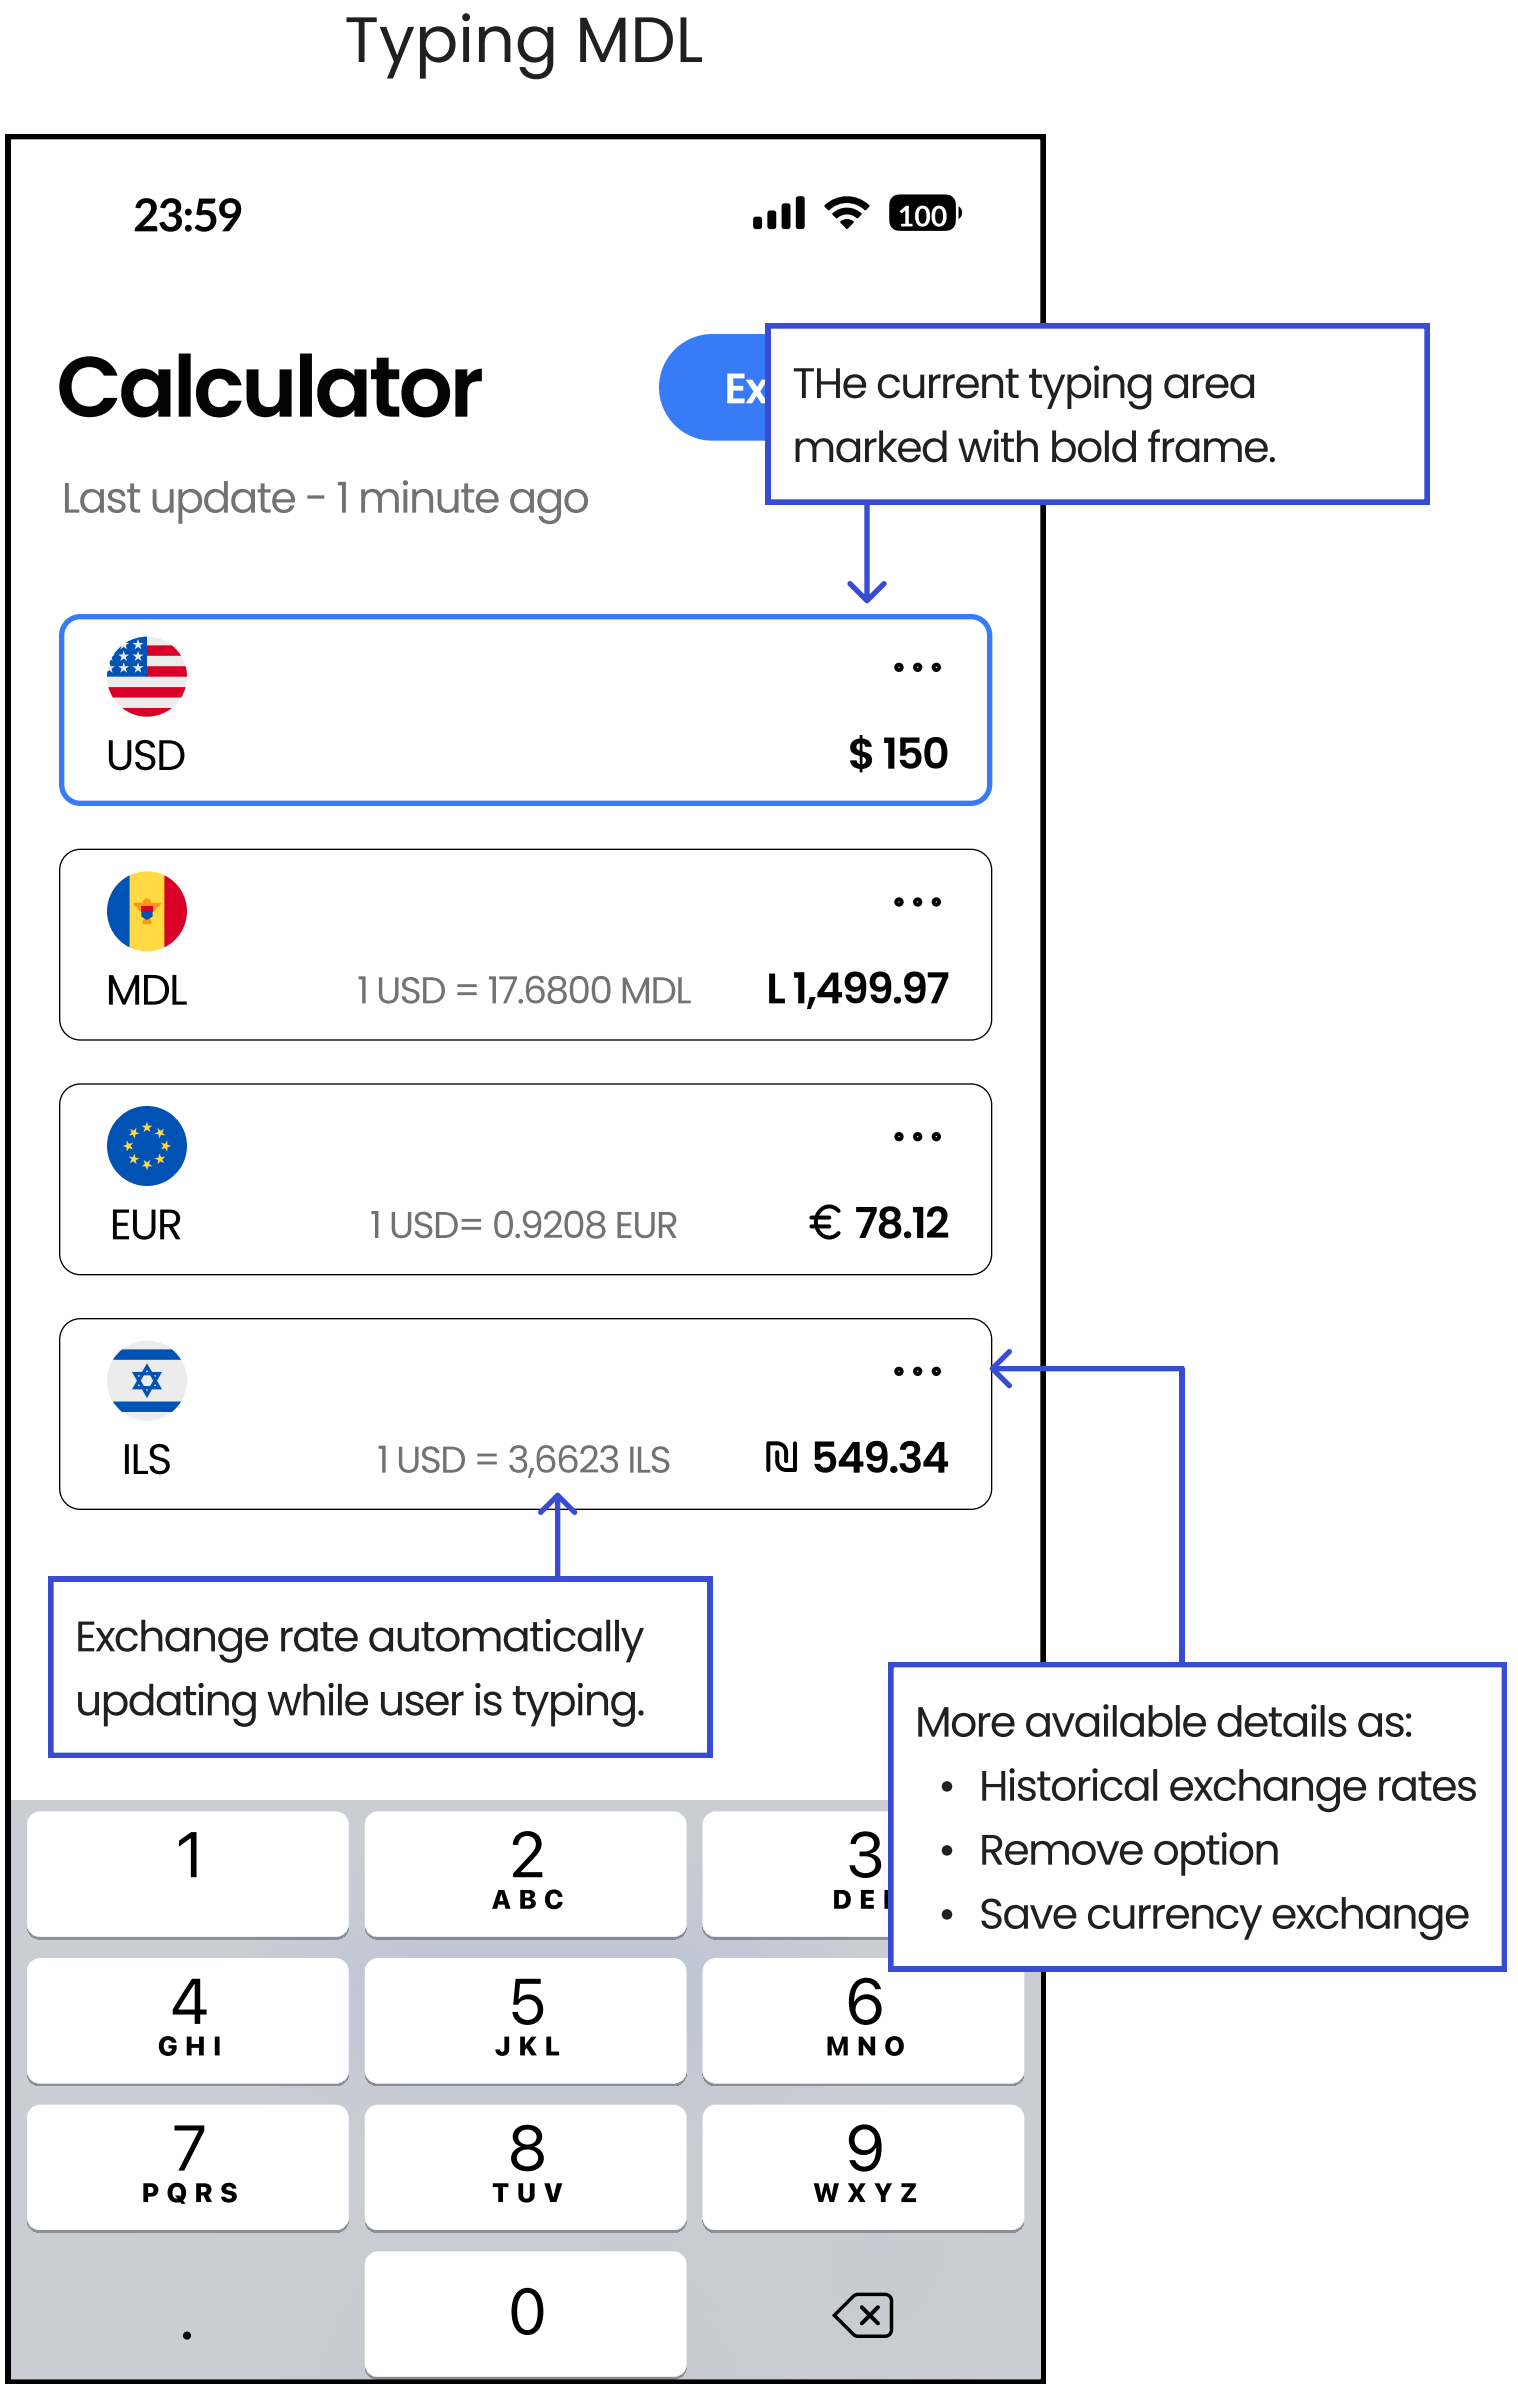 Typing MDL
23:59
100
Calculator
Ex
THe current typing area
marked with bold frame.
Last update - 1 minute ago
USD
$ 150
MDL
1 USD = 17.6800 MDL
L 1,499.97
EUR
1 USD= 0.9208 EUR
€ 78.12
ILS
1 USD = 3,6623 ILS
₪ 549.34
Exchange rate automatically
updating while user is typing.
More available details as:
• Historical exchange rates
• Remove option
• Save currency exchange
1
2
ABC
3
DE
4
GHI
5
JKL
6
MNO
7
PQRS
8
TUV
9
WXYZ
.
0